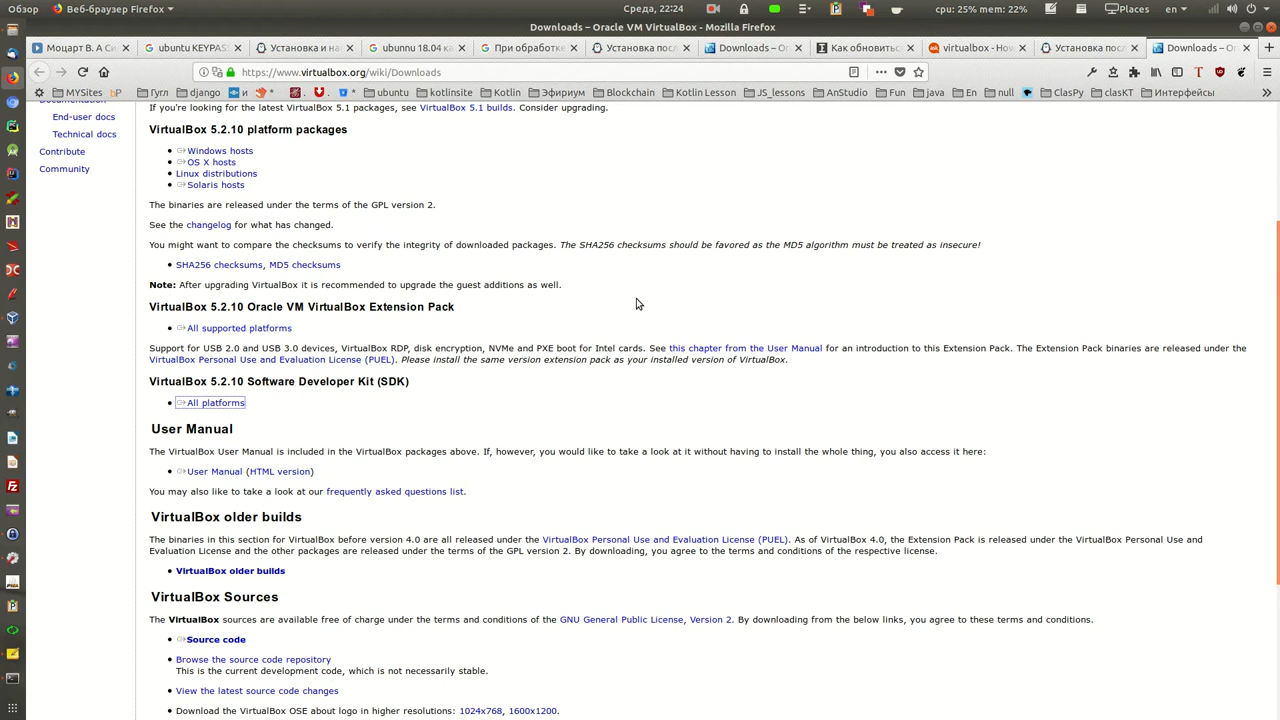 Обзор Веб-браузер Firefox Среда, 22:24 cpu: 25% mem: 22% Places en
Downloads – Oracle VM VirtualBox - Mozilla Firefox
Моцарт В. А Си ubuntu KEYPAS Установка и на ubunnu 18.04 ка При обработке Установка посл Downloads – O Как обновитьс virtualbox - Ho Установка посл Downloads – O
https://www.virtualbox.org/wiki/Downloads
MYSites bP Гугл django и kotlinsite Kotlin Эфириум Blockchain Kotlin Lesson JS_lessons AnStudio Fun java En null ClasPy clasKT Интерфейсы
If you're looking for the latest VirtualBox 5.1 packages, see VirtualBox 5.1 builds. Consider upgrading.
End-user docs
Technical docs
Contribute
Community
VirtualBox 5.2.10 platform packages
Windows hosts
OS X hosts
Linux distributions
Solaris hosts
The binaries are released under the terms of the GPL version 2.
See the changelog for what has changed.
You might want to compare the checksums to verify the integrity of downloaded packages. The SHA256 checksums should be favored as the MD5 algorithm must be treated as insecure!
SHA256 checksums, MD5 checksums
Note: After upgrading VirtualBox it is recommended to upgrade the guest additions as well.
VirtualBox 5.2.10 Oracle VM VirtualBox Extension Pack
All supported platforms
Support for USB 2.0 and USB 3.0 devices, VirtualBox RDP, disk encryption, NVMe and PXE boot for Intel cards. See this chapter from the User Manual for an introduction to this Extension Pack. The Extension Pack binaries are released under the
VirtualBox Personal Use and Evaluation License (PUEL). Please install the same version extension pack as your installed version of VirtualBox.
VirtualBox 5.2.10 Software Developer Kit (SDK)
All platforms
User Manual
The VirtualBox User Manual is included in the VirtualBox packages above. If, however, you would like to take a look at it without having to install the whole thing, you also access it here:
User Manual (HTML version)
You may also like to take a look at our frequently asked questions list.
VirtualBox older builds
The binaries in this section for VirtualBox before version 4.0 are all released under the VirtualBox Personal Use and Evaluation License (PUEL). As of VirtualBox 4.0, the Extension Pack is released under the VirtualBox Personal Use and
Evaluation License and the other packages are released under the terms of the GPL version 2. By downloading, you agree to the terms and conditions of the respective license.
VirtualBox older builds
VirtualBox Sources
The VirtualBox sources are available free of charge under the terms and conditions of the GNU General Public License, Version 2. By downloading from the below links, you agree to these terms and conditions.
Source code
Browse the source code repository
This is the current development code, which is not necessarily stable.
View the latest source code changes
Download the VirtualBox OSE about logo in higher resolutions: 1024x768, 1600x1200.